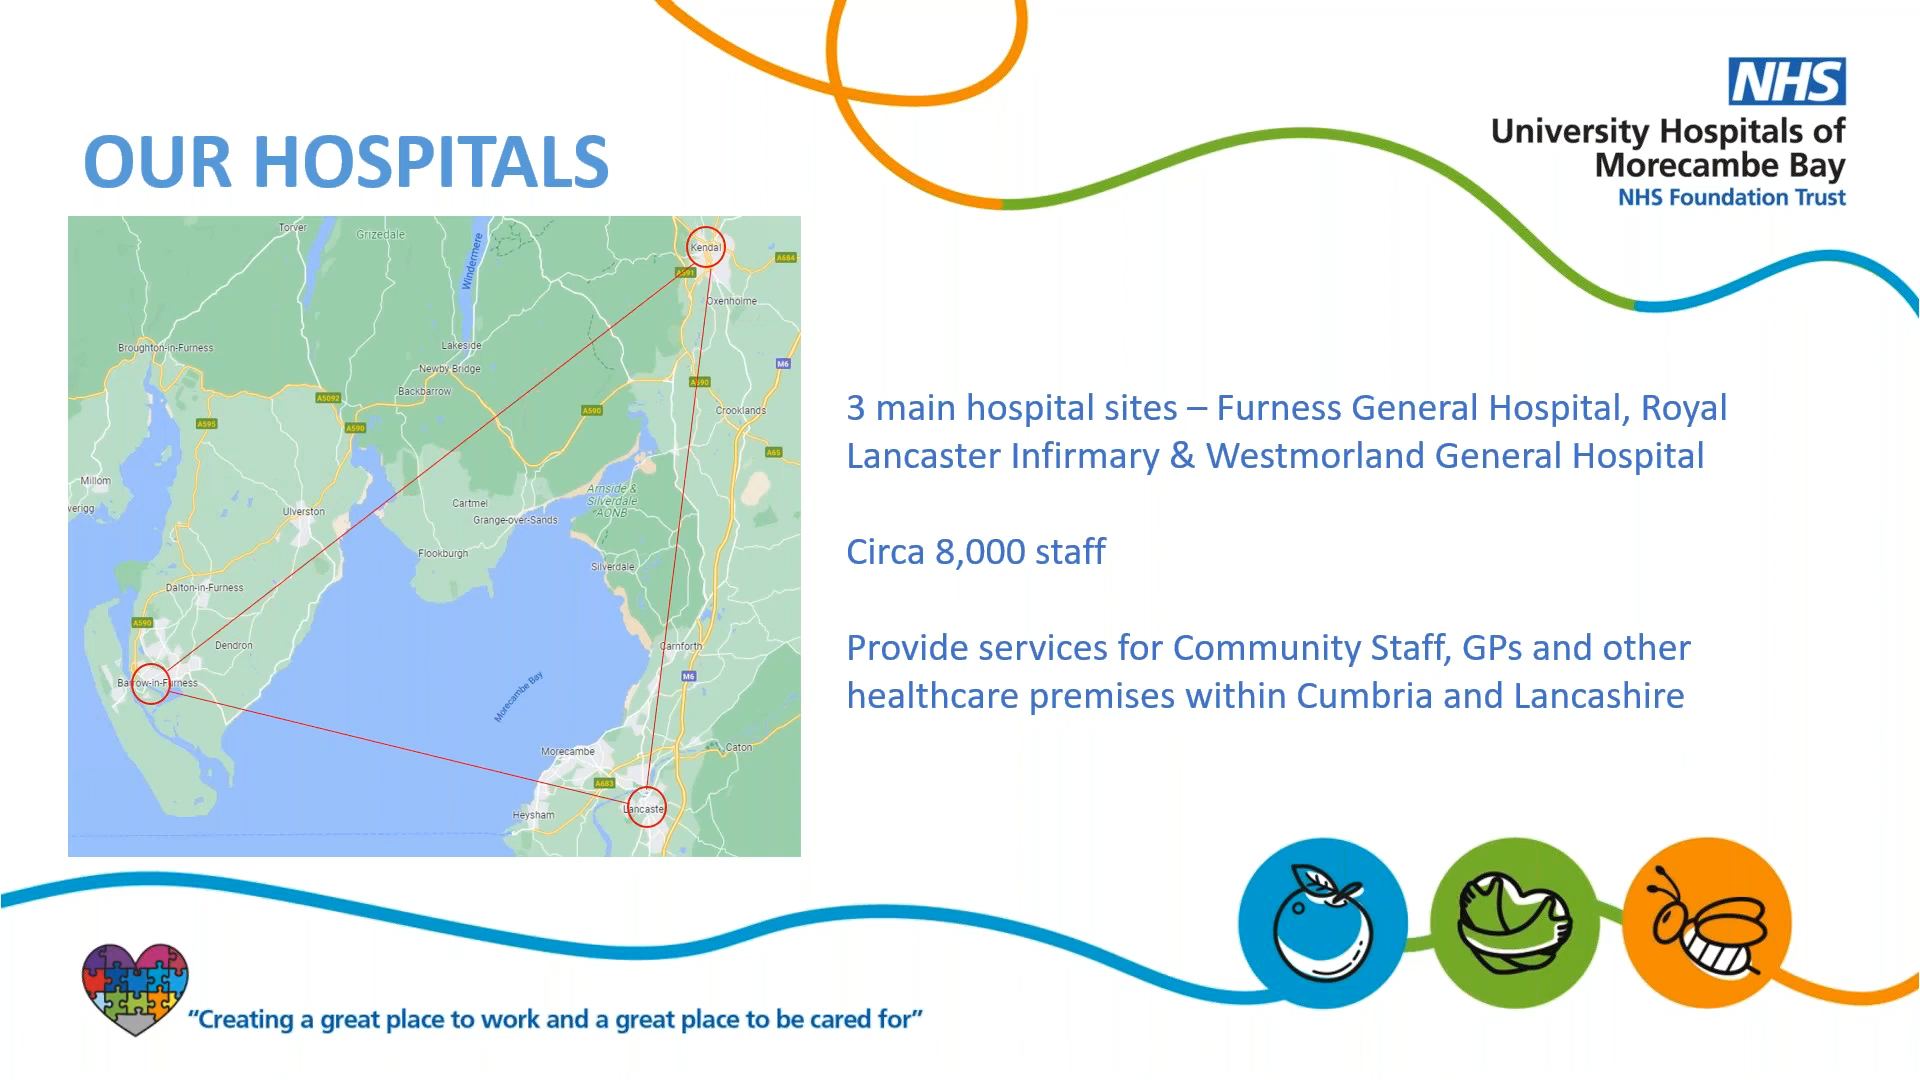 NHS
University Hospitals of
Morecambe Bay
NHS Foundation Trust
OUR HOSPITALS
Torver
Grizedale
Windermere
Kendal
A684
A591
Oxenholme
Broughton-in-Furness
Lakeside
Newby Bridge
M6
Backbarrow
A590
A5092
A590
Crooklands
A595
A590
A65
Millom
verigg
Arnside &
Silverdale
AONB
Cartmel
Ulverston
Grange-over-Sands
Flookburgh
Silverdale
Dalton-in-Furness
A590
Dendron
Carnforth
Barrow-in-Furness
M6
Morecambe Bay
Morecambe
Caton
A683
Heysham
Lancaste
3 main hospital sites – Furness General Hospital, Royal
Lancaster Infirmary & Westmorland General Hospital
Circa 8,000 staff
Provide services for Community Staff, GPs and other
healthcare premises within Cumbria and Lancashire
“Creating a great place to work and a great place to be cared for”